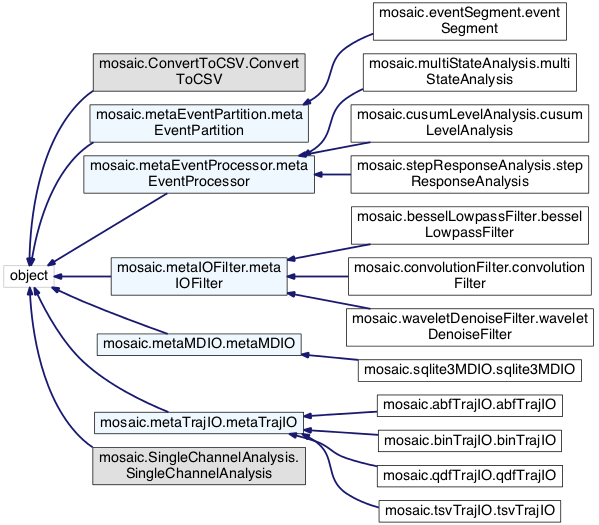 mosaic.eventSegment.event
Segment
mosaic.ConvertToCSV.Convert
ToCSV
mosaic.multiStateAnalysis.multi
StateAnalysis
mosaic.metaEventPartition.meta
EventPartition
mosaic.cusumLevelAnalysis.cusum
LevelAnalysis
mosaic.metaEventProcessor.meta
EventProcessor
mosaic.stepResponseAnalysis.step
ResponseAnalysis
mosaic.besselLowpassFilter.bessel
LowpassFilter
object
mosaic.metaIOFilter.meta
IOFilter
mosaic.convolutionFilter.convolution
Filter
mosaic.waveletDenoiseFilter.wavelet
DenoiseFilter
mosaic.metaMDIO.metaMDIO
mosaic.sqlite3MDIO.sqlite3MDIO
mosaic.metaTrajIO.metaTrajIO
mosaic.abfTrajIO.abfTrajIO
mosaic.binTrajIO.binTrajIO
mosaic.SingleChannelAnalysis.
SingleChannelAnalysis
mosaic.qdfTrajIO.qdfTrajIO
mosaic.tsvTrajIO.tsvTrajIO